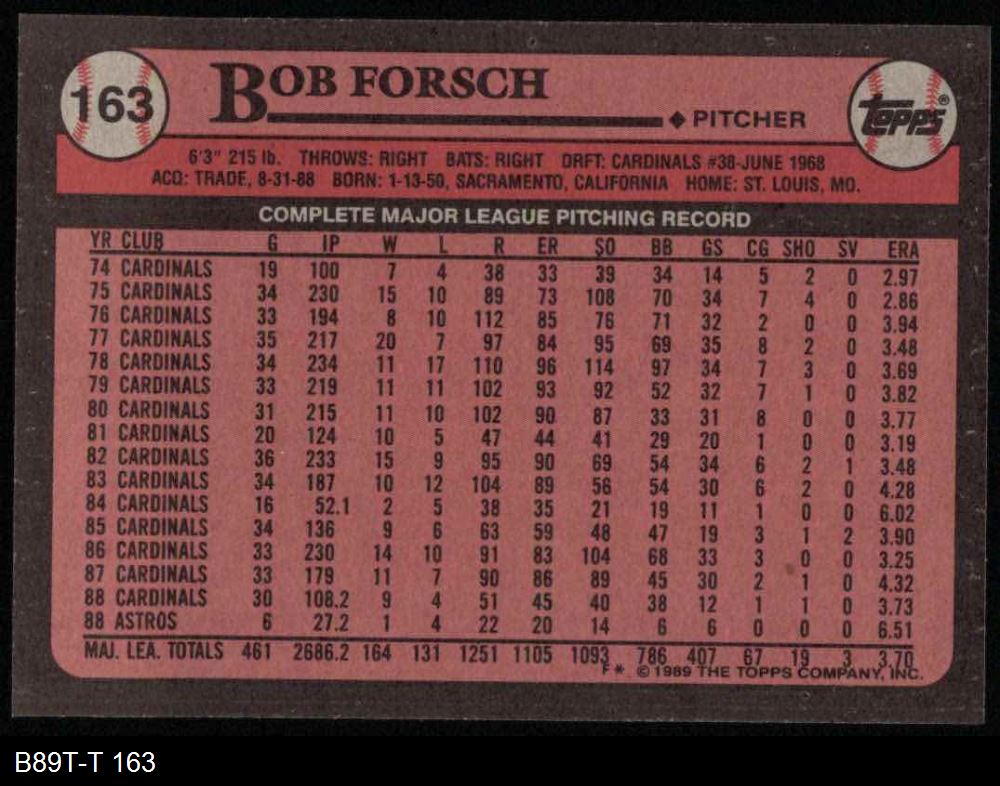 163
BOB FORSCH
PITCHER
topps®
6'3" 215 lb. THROWS: RIGHT BATS: RIGHT DRFT: CARDINALS #38-JUNE 1968
ACQ: TRADE, 8-31-88 BORN: 1-13-50, SACRAMENTO, CALIFORNIA HOME: ST. LOUIS, MO.
COMPLETE MAJOR LEAGUE PITCHING RECORD
YR CLUB G IP W L R ER SO BB GS CG SHO SV ERA
74 CARDINALS 19 100 7 4 38 33 39 34 14 5 2 0 2.97
75 CARDINALS 34 230 15 10 89 73 108 70 34 7 4 0 2.86
76 CARDINALS 33 194 8 10 112 85 76 71 32 2 0 0 3.94
77 CARDINALS 35 217 20 7 97 84 95 69 35 8 2 0 3.48
78 CARDINALS 34 234 11 17 110 96 114 97 34 7 3 0 3.69
79 CARDINALS 33 219 11 11 102 93 92 52 32 7 1 0 3.82
80 CARDINALS 31 215 11 10 102 90 87 33 31 8 0 0 3.77
81 CARDINALS 20 124 10 5 47 44 41 29 20 1 0 0 3.19
82 CARDINALS 36 233 15 9 95 90 69 54 34 6 2 1 3.48
83 CARDINALS 34 187 10 12 104 89 56 54 30 6 2 0 4.28
84 CARDINALS 16 52.1 2 5 38 35 21 19 11 1 0 0 6.02
85 CARDINALS 34 136 9 6 63 59 48 47 19 3 1 2 3.90
86 CARDINALS 33 230 14 10 91 83 104 68 33 3 0 0 3.25
87 CARDINALS 33 179 11 7 90 86 89 45 30 2 1 0 4.32
88 CARDINALS 30 108.2 9 4 51 45 40 38 12 1 1 0 3.73
88 ASTROS 6 27.2 1 4 22 20 14 6 6 0 0 0 6.51
MAJ. LEA. TOTALS 461 2686.2 164 131 1251 1105 1093 786 407 67 19 3 3.70
F* © 1989 THE TOPPS COMPANY, INC.
B89T-T 163